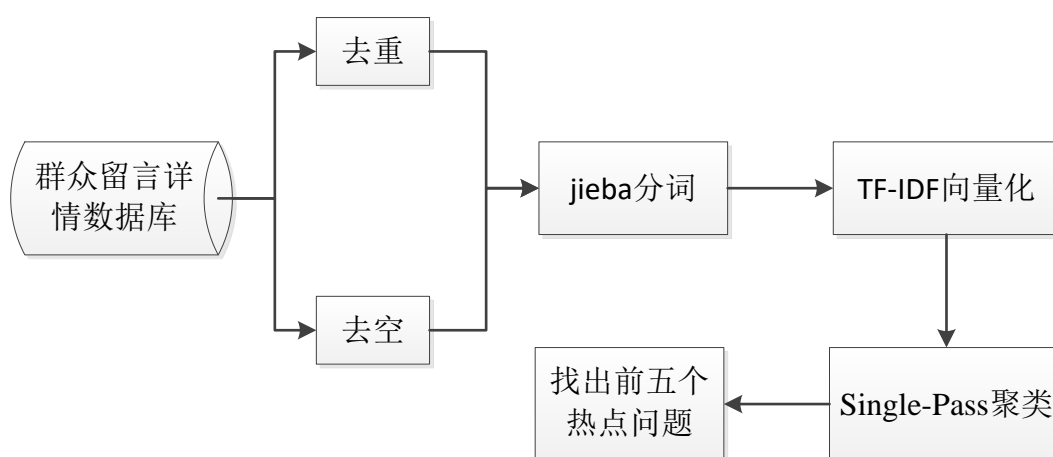 去重
群众留言详
情数据库
jieba分词
TF-IDF向量化
去空
找出前五个
热点问题
Single-Pass聚类